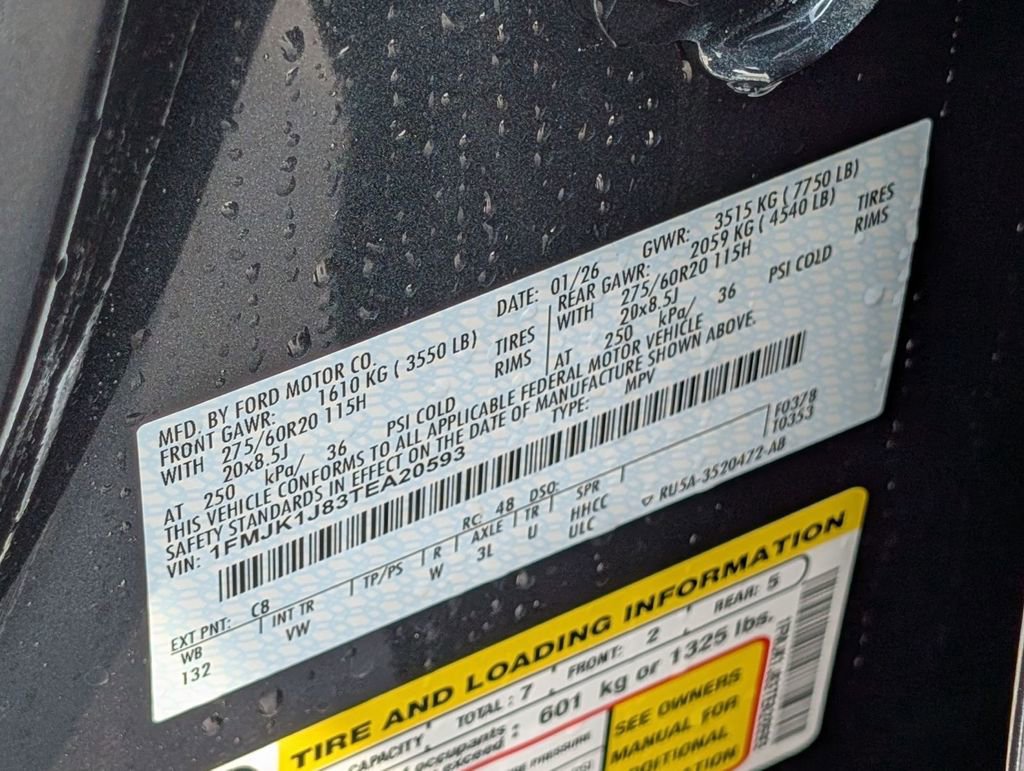 MFD. BY FORD MOTOR CO.
DATE: 01/26 GVWR: 3515 KG ( 7750 LB)
FRONT GAWR: 1610 KG ( 3550 LB) REAR GAWR: 2059 KG ( 4540 LB)
WITH 275/60R20 115H TIRES WITH 275/60R20 115H TIRES
20x8.5J RIMS 20x8.5J RIMS
AT 250 kPa/ 36 PSI COLD AT 250 kPa/ 36 PSI COLD
THIS VEHICLE CONFORMS TO ALL APPLICABLE FEDERAL MOTOR VEHICLE
SAFETY STANDARDS IN EFFECT ON THE DATE OF MANUFACTURE SHOWN ABOVE.
VIN: 1FMJK1J83TEA20593 TYPE: MPV
F0378
10353
EXT PNT: C8 RC: 48 DSO:
WB INT TR TP/PS R AXLE TR SPR
132 VW W 3L U HHCC
ULC
▽ RU5A-3520472-AB
TIRE AND LOADING INFORMATION
CAPACITY TOTAL : 7 FRONT: 2 REAR: 5
occupants
exceed : 601 kg or 1325 lbs.
PRESSURE
SEE OWNERS
MANUAL FOR